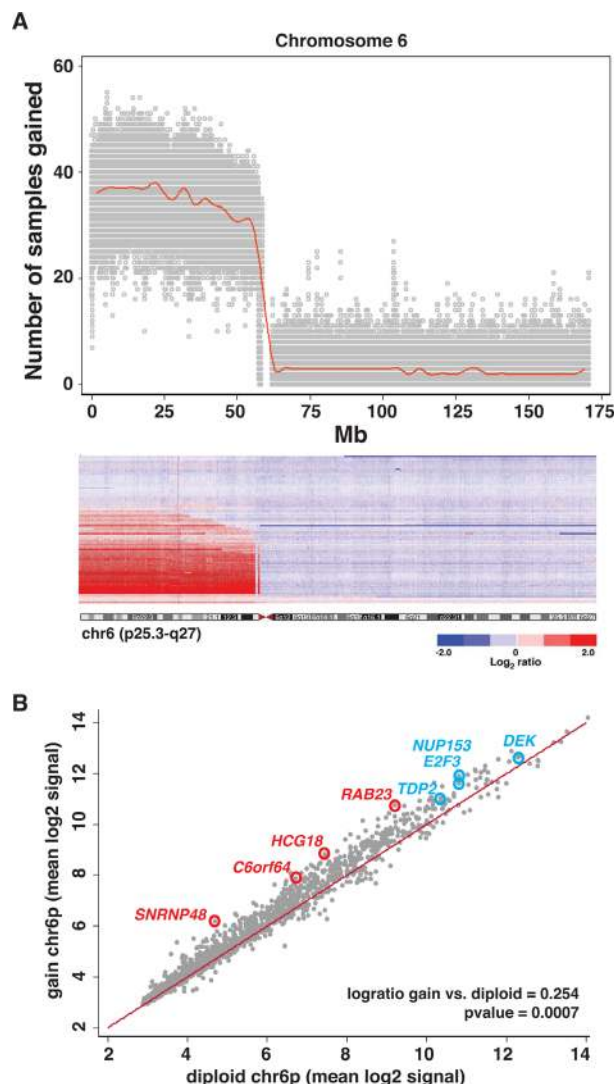 A
Chromosome 6
Number of samples gained
60
40
20
0
0 25 50 75 100 125 150 175
Mb
chr6 (p25.3-q27)
-2.0 0.0 2.0
Log2 ratio
B
gain chr6p (mean log2 signal)
14
12
10
8
6
4
2
NUP153
DEK
E2F3
RAB23
TDP2
HCG18
C6orf64
SNRNP48
logratio gain vs. diploid = 0.254
pvalue = 0.0007
2 4 6 8 10 12 14
diploid chr6p (mean log2 signal)